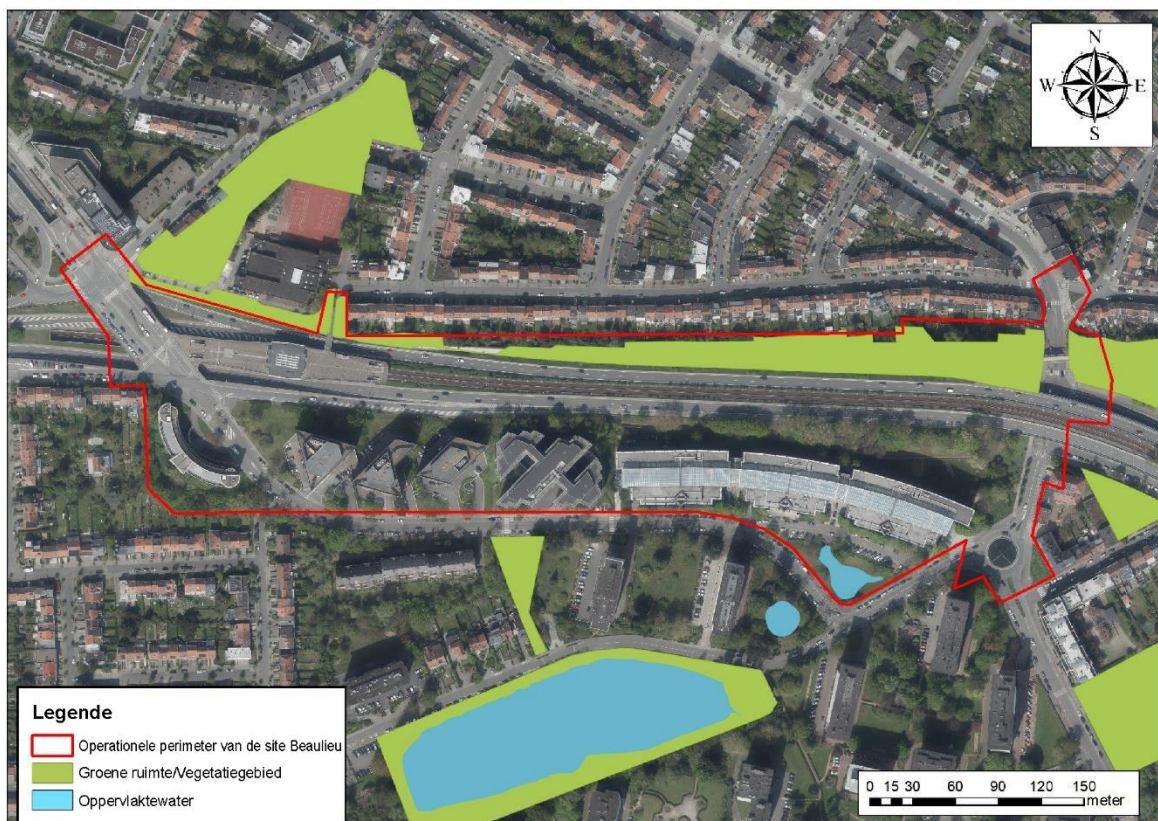 N
W E
S
Legende
Operationele perimeter van de site Beaulieu
Groene ruimte/Vegetatiegebied
Oppervlaktewater
0 15 30 60 90 120 150
meter